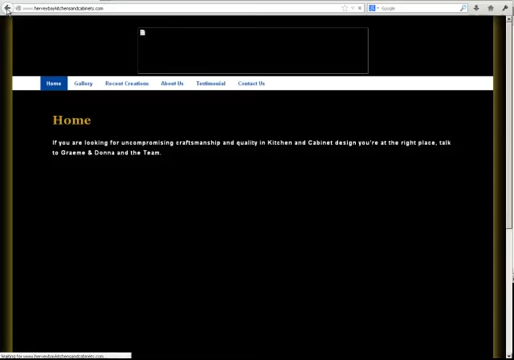 www.herveybaykitchensandcabinets.com
Google
Home Gallery Recent Creations About Us Testimonial Contact Us
Home
If you are looking for uncompromising craftsmanship and quality in Kitchen and Cabinet design you're at the right place, talk
to Graeme & Donna and the Team.
Waiting for www.herveybaykitchensandcabinets.com